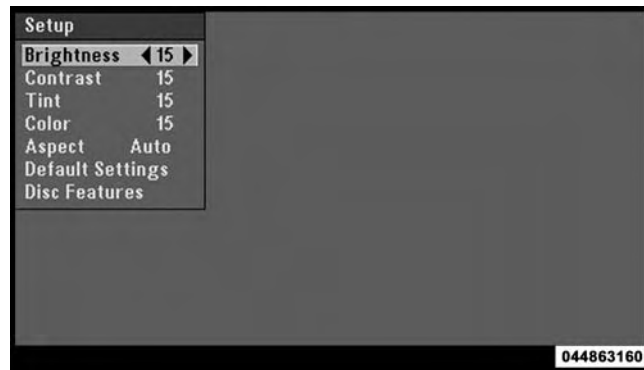 Setup
Brightness ◀ 15 ▶
Contrast 15
Tint 15
Color 15
Aspect Auto
Default Settings
Disc Features
044863160